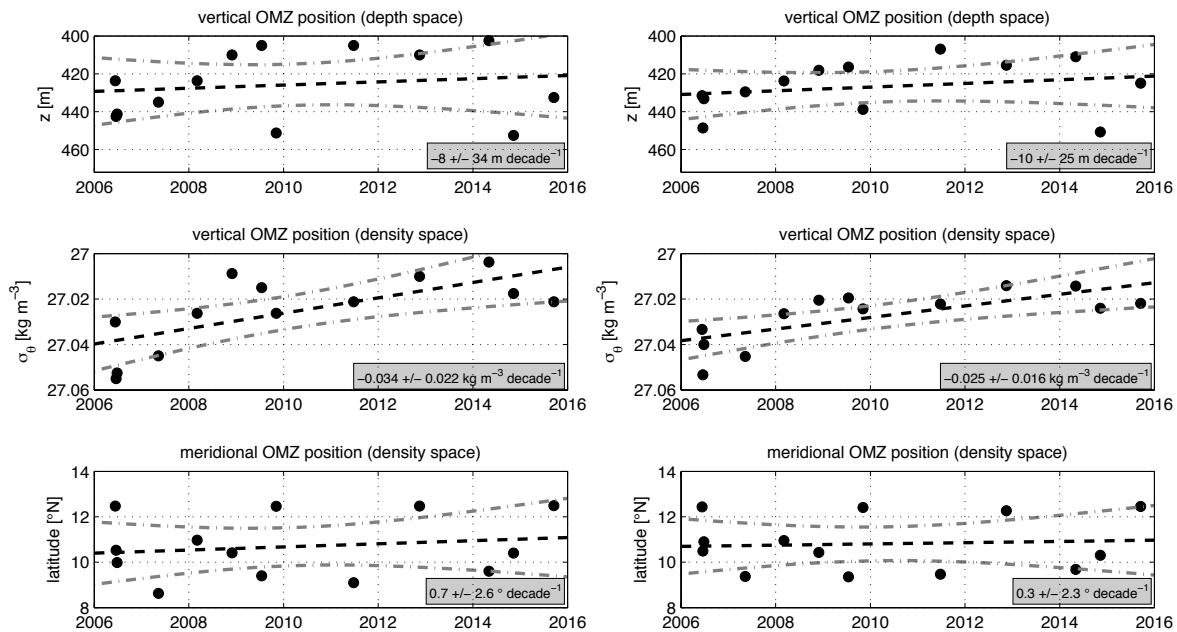 vertical OMZ position (depth space)
400
420
440
460
z [m]
−8 +/− 34 m decade⁻¹
2006 2008 2010 2012 2014 2016
vertical OMZ position (depth space)
400
420
440
460
z [m]
−10 +/− 25 m decade⁻¹
2006 2008 2010 2012 2014 2016
vertical OMZ position (density space)
27
27.02
27.04
27.06
σθ [kg m⁻³]
−0.034 +/− 0.022 kg m⁻³ decade⁻¹
2006 2008 2010 2012 2014 2016
vertical OMZ position (density space)
27
27.02
27.04
27.06
σθ [kg m⁻³]
−0.025 +/− 0.016 kg m⁻³ decade⁻¹
2006 2008 2010 2012 2014 2016
meridional OMZ position (density space)
14
12
10
8
latitude [°N]
0.7 +/− 2.6 ° decade⁻¹
2006 2008 2010 2012 2014 2016
meridional OMZ position (density space)
14
12
10
8
latitude [°N]
0.3 +/− 2.3 ° decade⁻¹
2006 2008 2010 2012 2014 2016